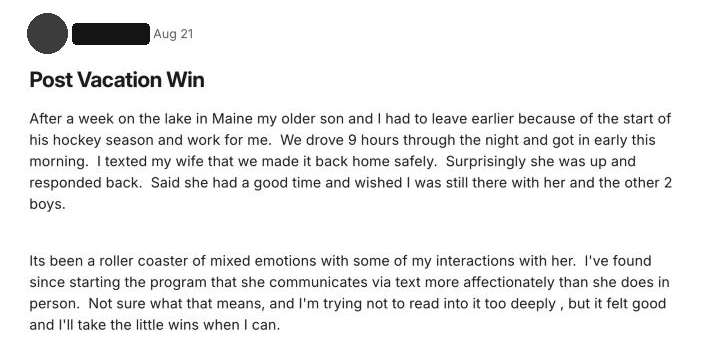 Aug 21
Post Vacation Win
After a week on the lake in Maine my older son and I had to leave earlier because of the start of
his hockey season and work for me.  We drove 9 hours through the night and got in early this
morning.  I texted my wife that we made it back home safely.  Surprisingly she was up and
responded back.  Said she had a good time and wished I was still there with her and the other 2
boys.
Its been a roller coaster of mixed emotions with some of my interactions with her.  I've found
since starting the program that she communicates via text more affectionately than she does in
person.  Not sure what that means, and I'm trying not to read into it too deeply , but it felt good
and I'll take the little wins when I can.